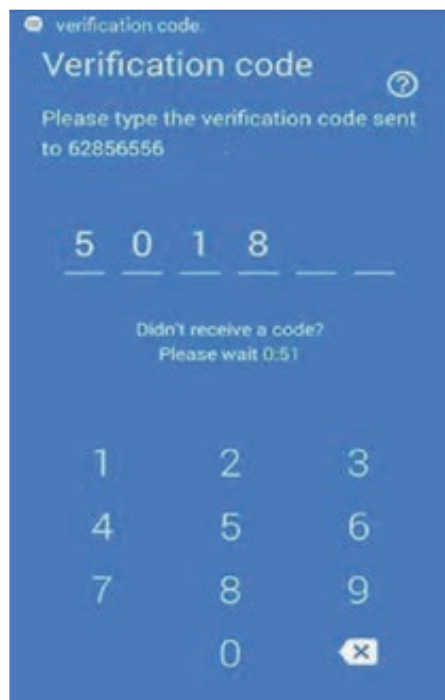 verification code.
Verification code
Please type the verification code sent
to 62856556
5 0 1 8
Didn't receive a code?
Please wait 0:51
1 2 3
4 5 6
7 8 9
0